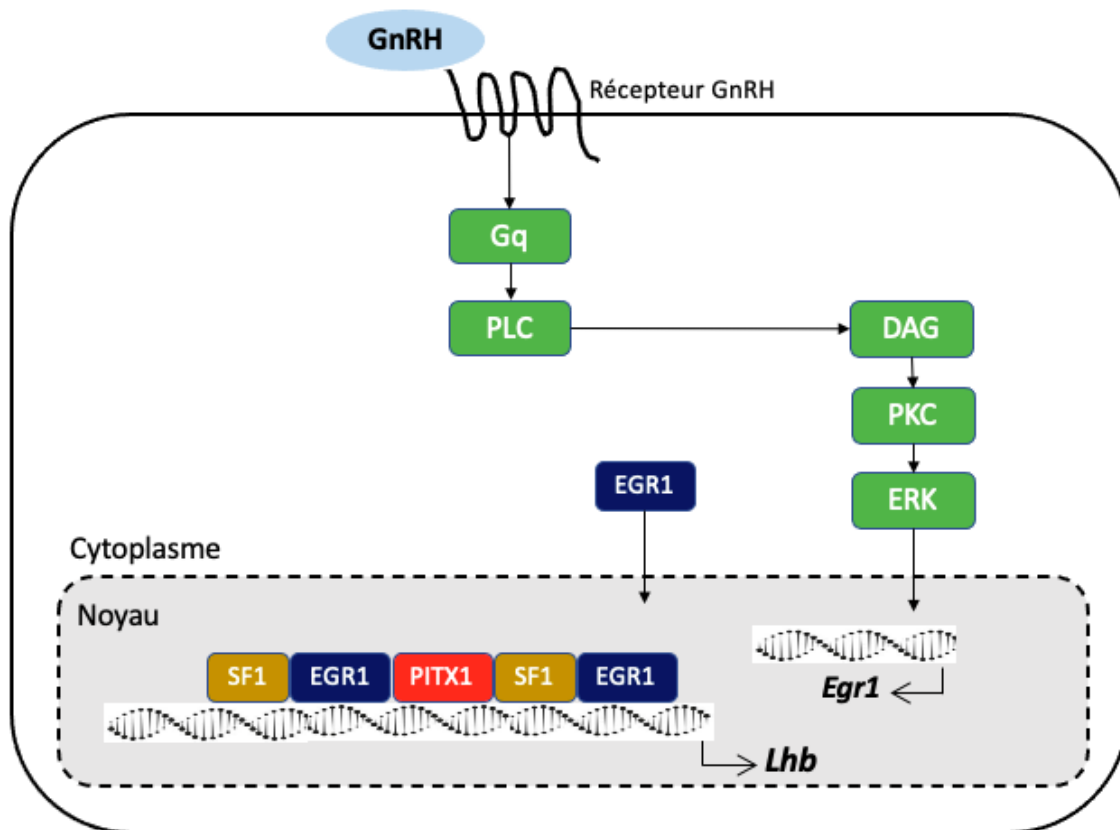 GnRH
Récepteur GnRH
Gq
PLC
DAG
PKC
EGR1
ERK
Cytoplasme
Noyau
SF1 EGR1 PITX1 SF1 EGR1
Egr1
Lhb